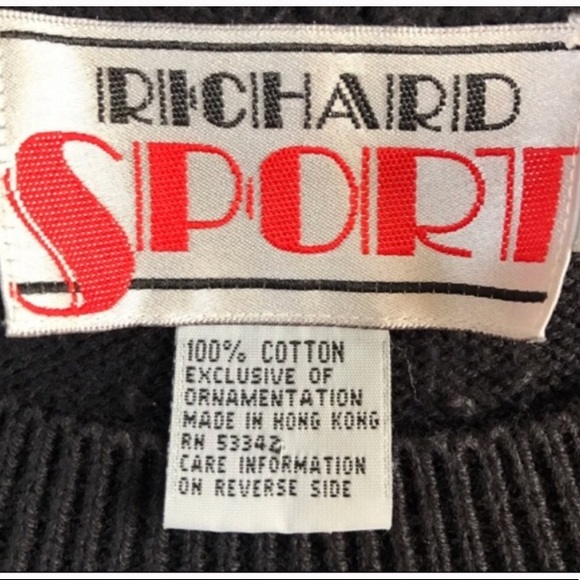 RICHARD
SPORT
100% COTTON
EXCLUSIVE OF
ORNAMENTATION
MADE IN HONG KONG
RN 53342
CARE INFORMATION
ON REVERSE SIDE